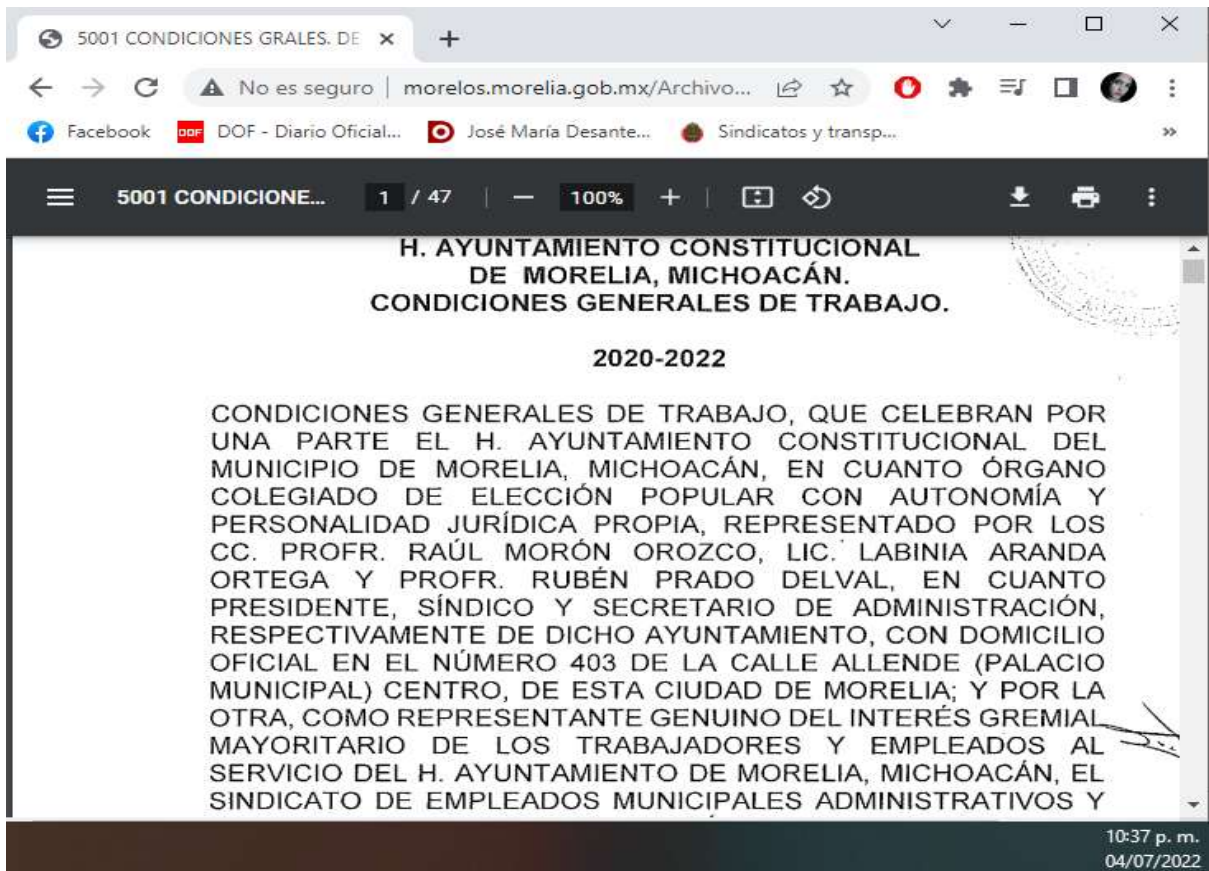 5001 CONDICIONES GRALES. DE
No es seguro | morelos.morelia.gob.mx/Archivo...
Facebook DOF DOF - Diario Oficial... José María Desante... Sindicatos y transp... »
5001 CONDICIONE... 1 / 47 | − 100% + |
H. AYUNTAMIENTO CONSTITUCIONAL
DE MORELIA, MICHOACÁN.
CONDICIONES GENERALES DE TRABAJO.
2020-2022
CONDICIONES GENERALES DE TRABAJO, QUE CELEBRAN POR
UNA PARTE EL H. AYUNTAMIENTO CONSTITUCIONAL DEL
MUNICIPIO DE MORELIA, MICHOACÁN, EN CUANTO ÓRGANO
COLEGIADO DE ELECCIÓN POPULAR CON AUTONOMÍA Y
PERSONALIDAD JURÍDICA PROPIA, REPRESENTADO POR LOS
CC. PROFR. RAÚL MORÓN OROZCO, LIC. LABINIA ARANDA
ORTEGA Y PROFR. RUBÉN PRADO DELVAL, EN CUANTO
PRESIDENTE, SÍNDICO Y SECRETARIO DE ADMINISTRACIÓN,
RESPECTIVAMENTE DE DICHO AYUNTAMIENTO, CON DOMICILIO
OFICIAL EN EL NÚMERO 403 DE LA CALLE ALLENDE (PALACIO
MUNICIPAL) CENTRO, DE ESTA CIUDAD DE MORELIA; Y POR LA
OTRA, COMO REPRESENTANTE GENUINO DEL INTERÉS GREMIAL
MAYORITARIO DE LOS TRABAJADORES Y EMPLEADOS AL
SERVICIO DEL H. AYUNTAMIENTO DE MORELIA, MICHOACÁN, EL
SINDICATO DE EMPLEADOS MUNICIPALES ADMINISTRATIVOS Y
10:37 p. m.
04/07/2022